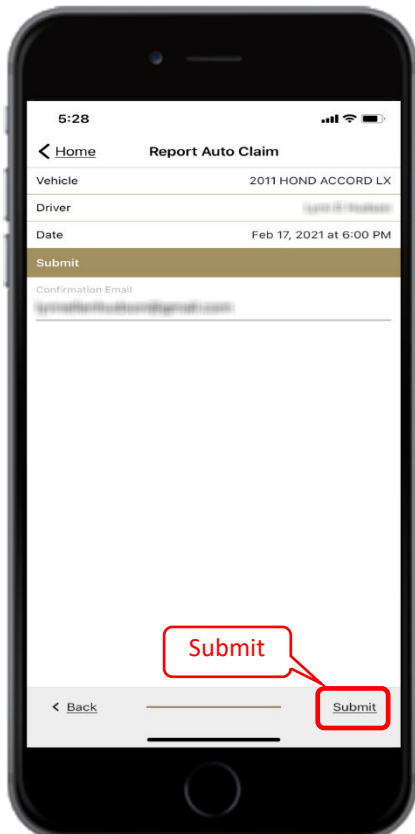 5:28
Home Report Auto Claim
Vehicle 2011 HOND ACCORD LX
Driver
Date Feb 17, 2021 at 6:00 PM
Submit
Confirmation Email
Submit
Back Submit